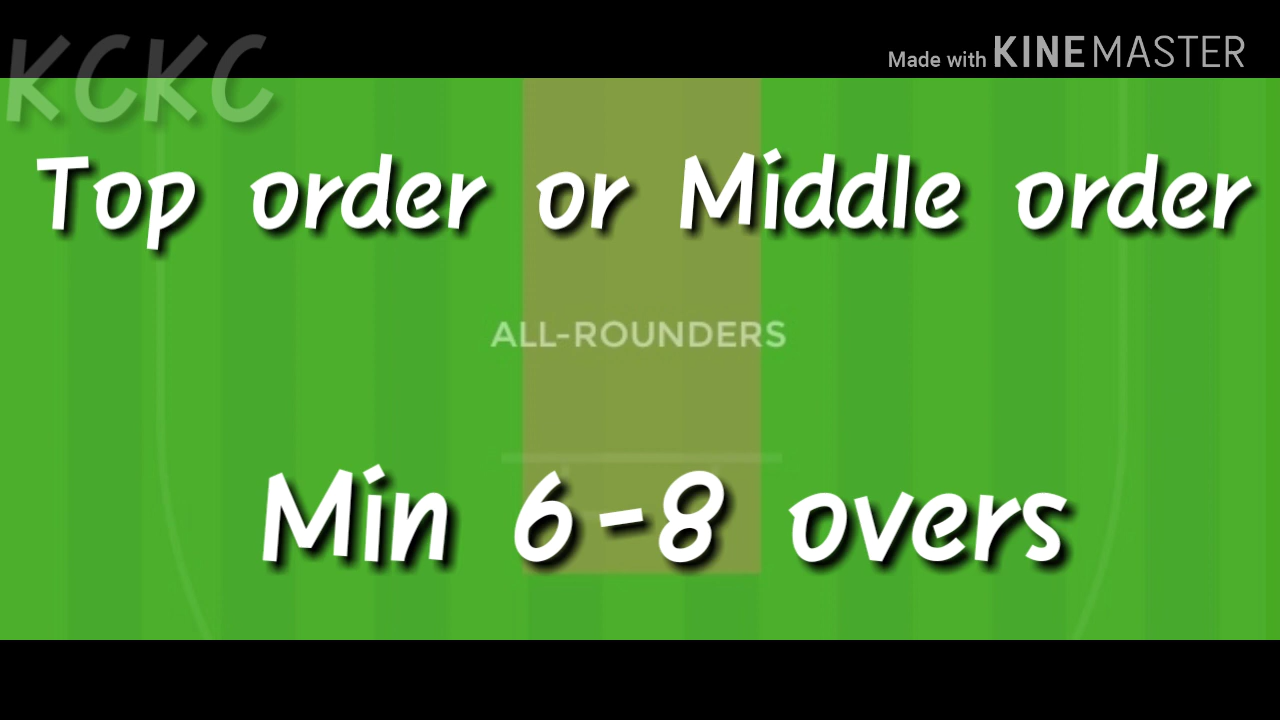 KCKC
Made with KINEMASTER
Top order or Middle order
ALL-ROUNDERS
Min 6-8 overs